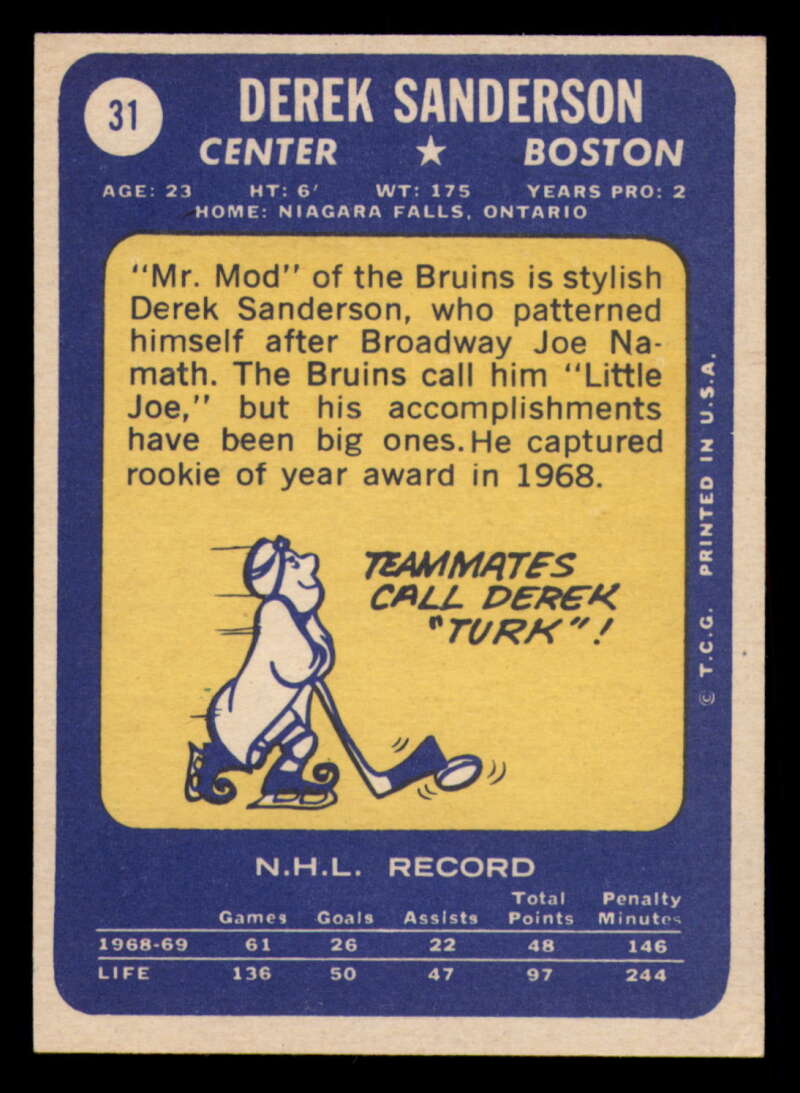 31
DEREK SANDERSON
CENTER ★ BOSTON
AGE: 23 HT: 6' WT: 175 YEARS PRO: 2
HOME: NIAGARA FALLS, ONTARIO
"Mr. Mod" of the Bruins is stylish
Derek Sanderson, who patterned
himself after Broadway Joe Na-
math. The Bruins call him "Little
Joe," but his accomplishments
have been big ones. He captured
rookie of year award in 1968.
TEAMMATES
CALL DEREK
"TURK"!
© T.C.G. PRINTED IN U.S.A.
N.H.L. RECORD
Total Penalty
Games Goals Assists Points Minutes
1968-69 61 26 22 48 146
LIFE 136 50 47 97 244